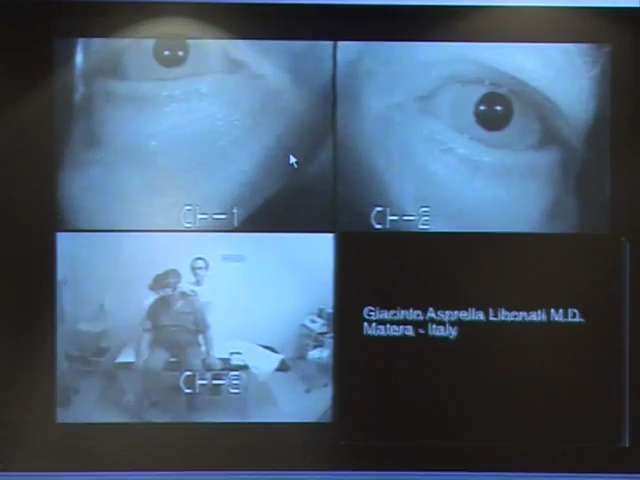 CH-1
CH-2
CH-3
Giacinto Asprella Libonati M.D.
Matera - Italy